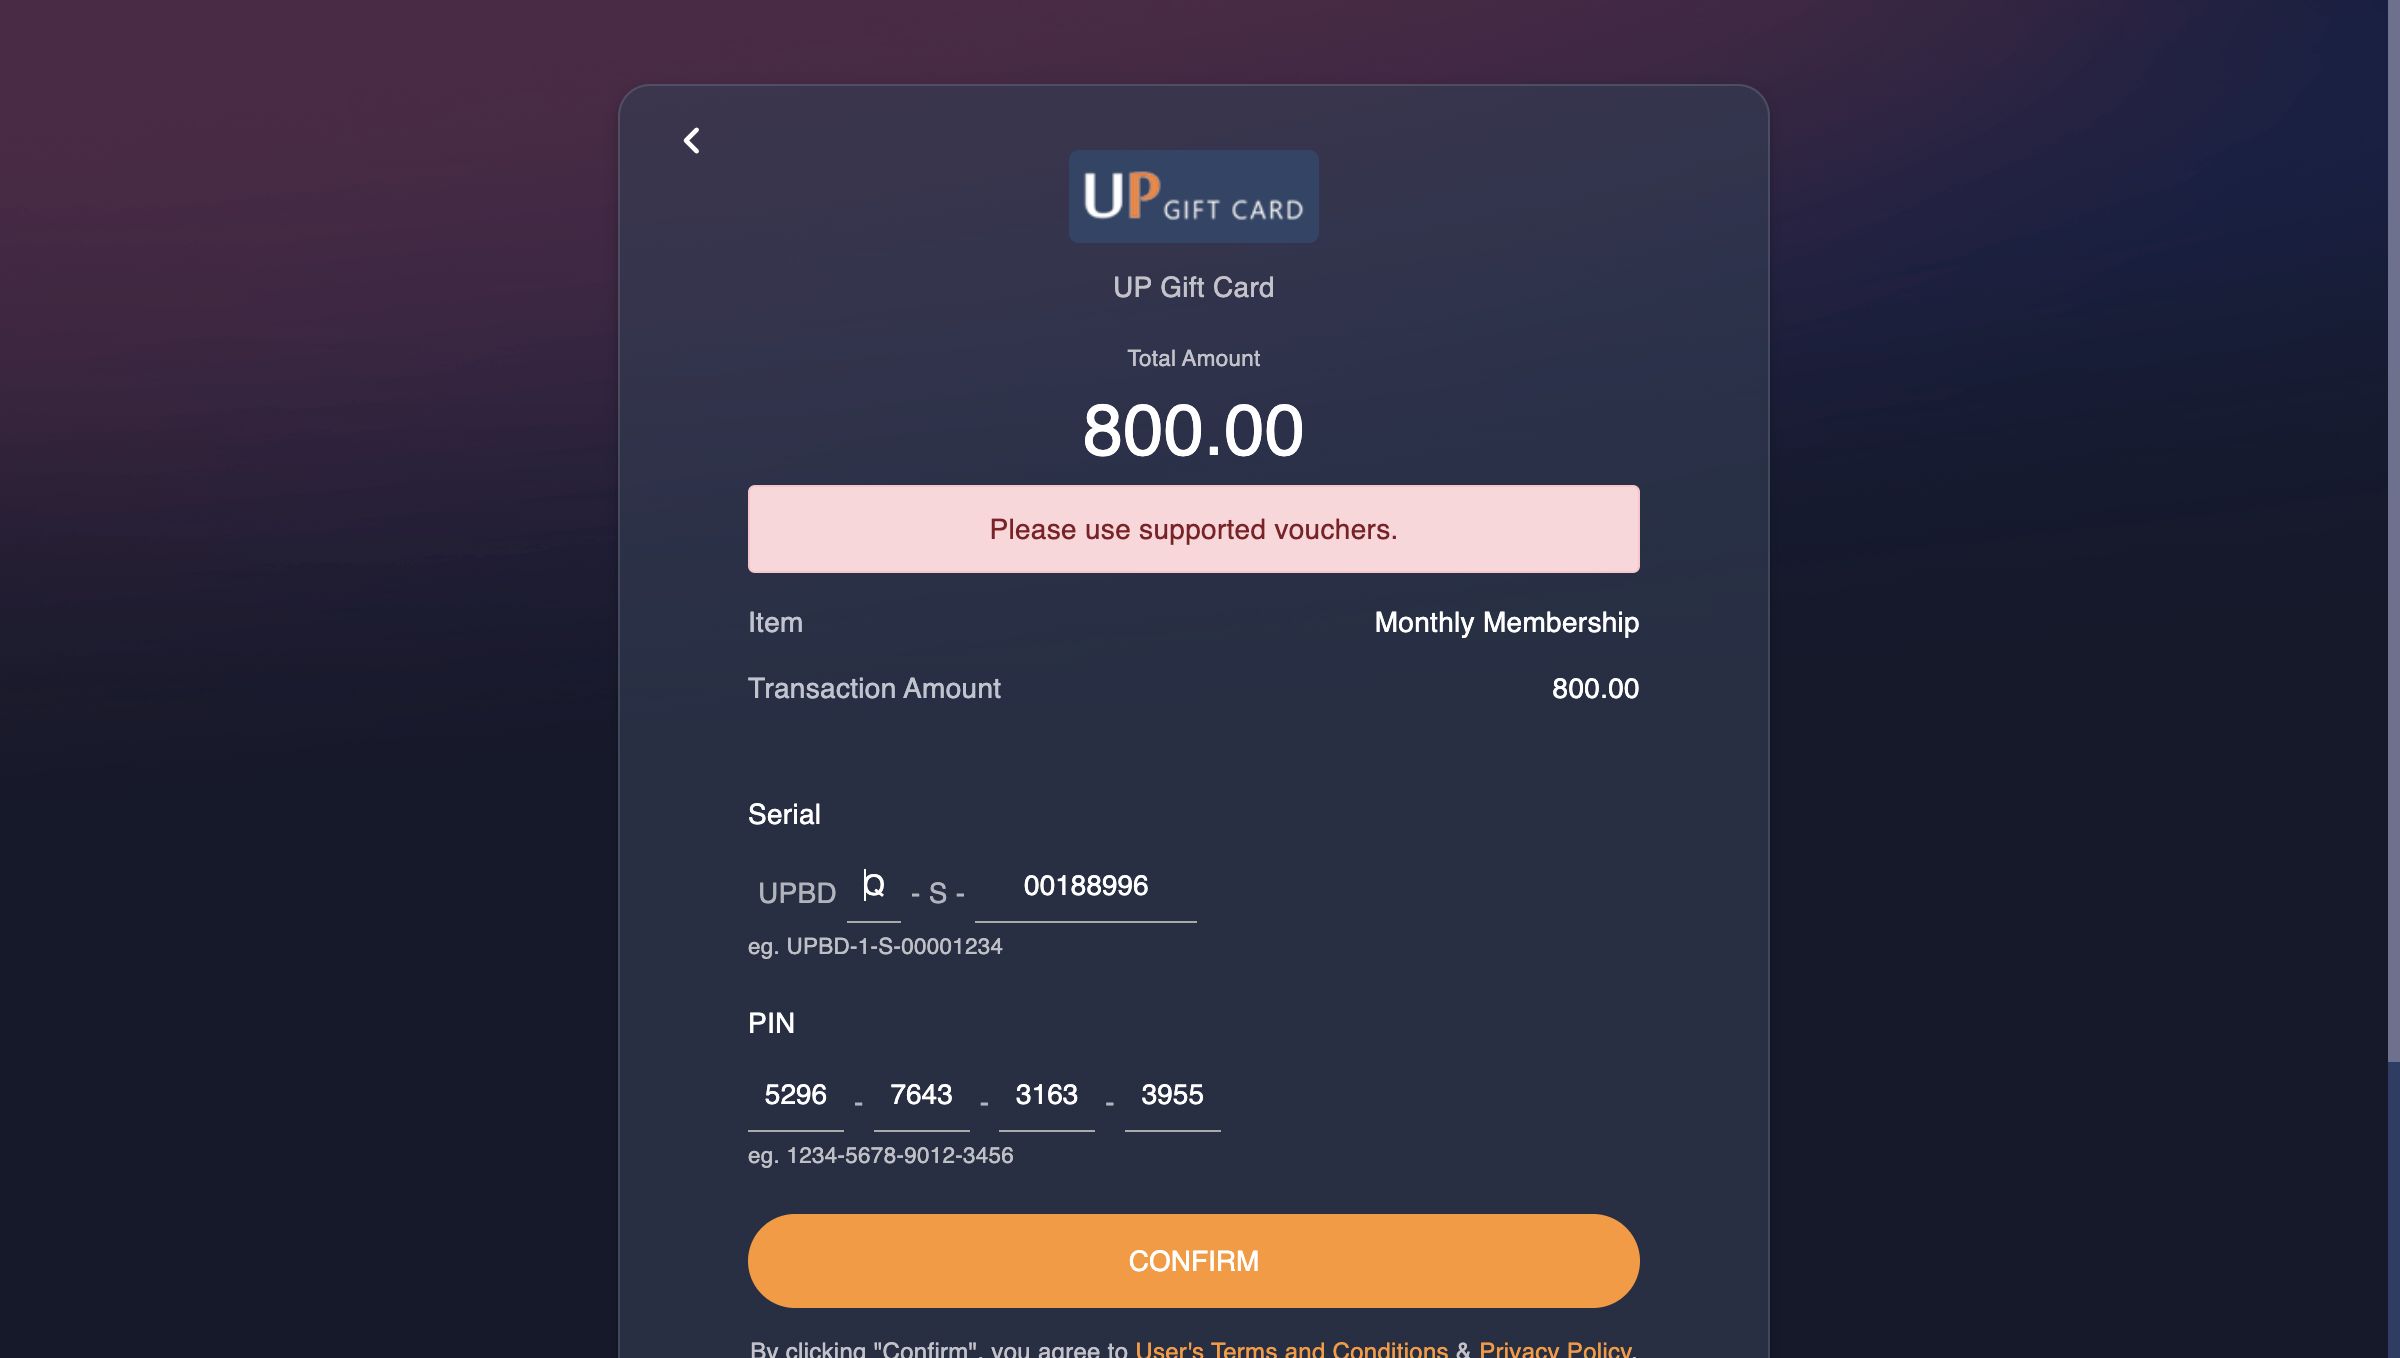 UP GIFT CARD
UP Gift Card
Total Amount
800.00
Please use supported vouchers.
Item Monthly Membership
Transaction Amount 800.00
Serial
UPBD Q - S - 00188996
eg. UPBD-1-S-00001234
PIN
5296 - 7643 - 3163 - 3955
eg. 1234-5678-9012-3456
CONFIRM
By clicking "Confirm", you agree to User's Terms and Conditions & Privacy Policy.